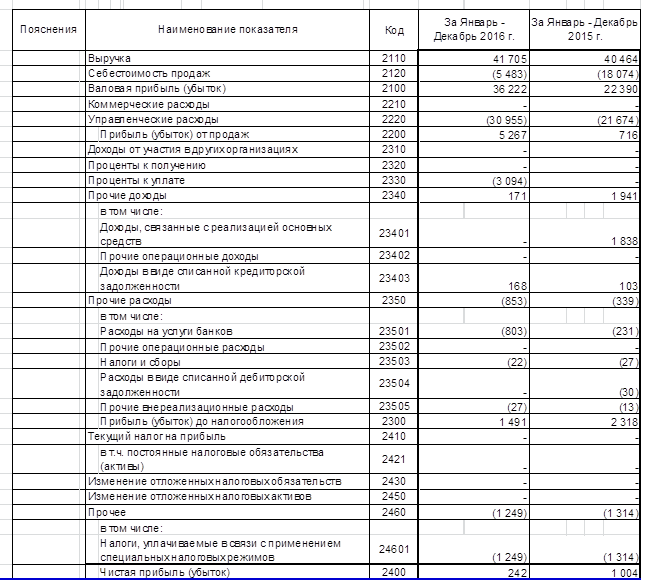 Пояснения Наименование показателя Код За Январь - Декабрь 2016 г. За Январь - Декабрь 2015 г.
Выручка 2110 41 705 40 464
Себестоимость продаж 2120 (5 483) (18 074)
Валовая прибыль (убыток) 2100 36 222 22 390
Коммерческие расходы 2210 - -
Управленческие расходы 2220 (30 955) (21 674)
Прибыль (убыток) от продаж 2200 5 267 716
Доходы от участия в других организациях 2310 - -
Проценты к получению 2320 - -
Проценты к уплате 2330 (3 094) -
Прочие доходы 2340 171 1 941
в том числе:
Доходы, связанные с реализацией основных
средств 23401 - 1 838
Прочие операционные доходы 23402 - -
Доходы в виде списанной кредиторской
задолженности 23403 168 103
Прочие расходы 2350 (853) (339)
в том числе:
Расходы на услуги банков 23501 (803) (231)
Прочие операционные расходы 23502 - -
Налоги и сборы 23503 (22) (27)
Расходы в виде списанной дебиторской
задолженности 23504 - (30)
Прочие внереализационные расходы 23505 (27) (13)
Прибыль (убыток) до налогообложения 2300 1 491 2 318
Текущий налог на прибыль 2410 - -
в т.ч. постоянные налоговые обязательства
(активы) 2421 - -
Изменение отложенных налоговых обязательств 2430 - -
Изменение отложенных налоговых активов 2450 - -
Прочее 2460 (1 249) (1 314)
в том числе:
Налоги, уплачиваемые в связи с применением
специальных налоговых режимов 24601 (1 249) (1 314)
Чистая прибыль (убыток) 2400 242 1 004